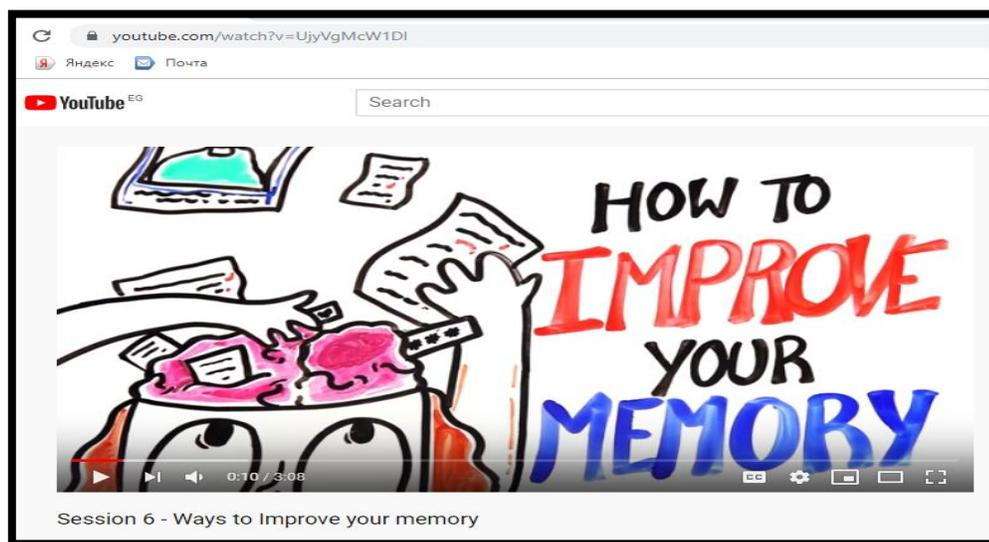 youtube.com/watch?v=UjyVgMcW1DI
Я Яндекс Почта
YouTube EG
Search
HOW TO
IMPROVE
YOUR
MEMORY
0:10 / 3:08
CC
Session 6 - Ways to Improve your memory